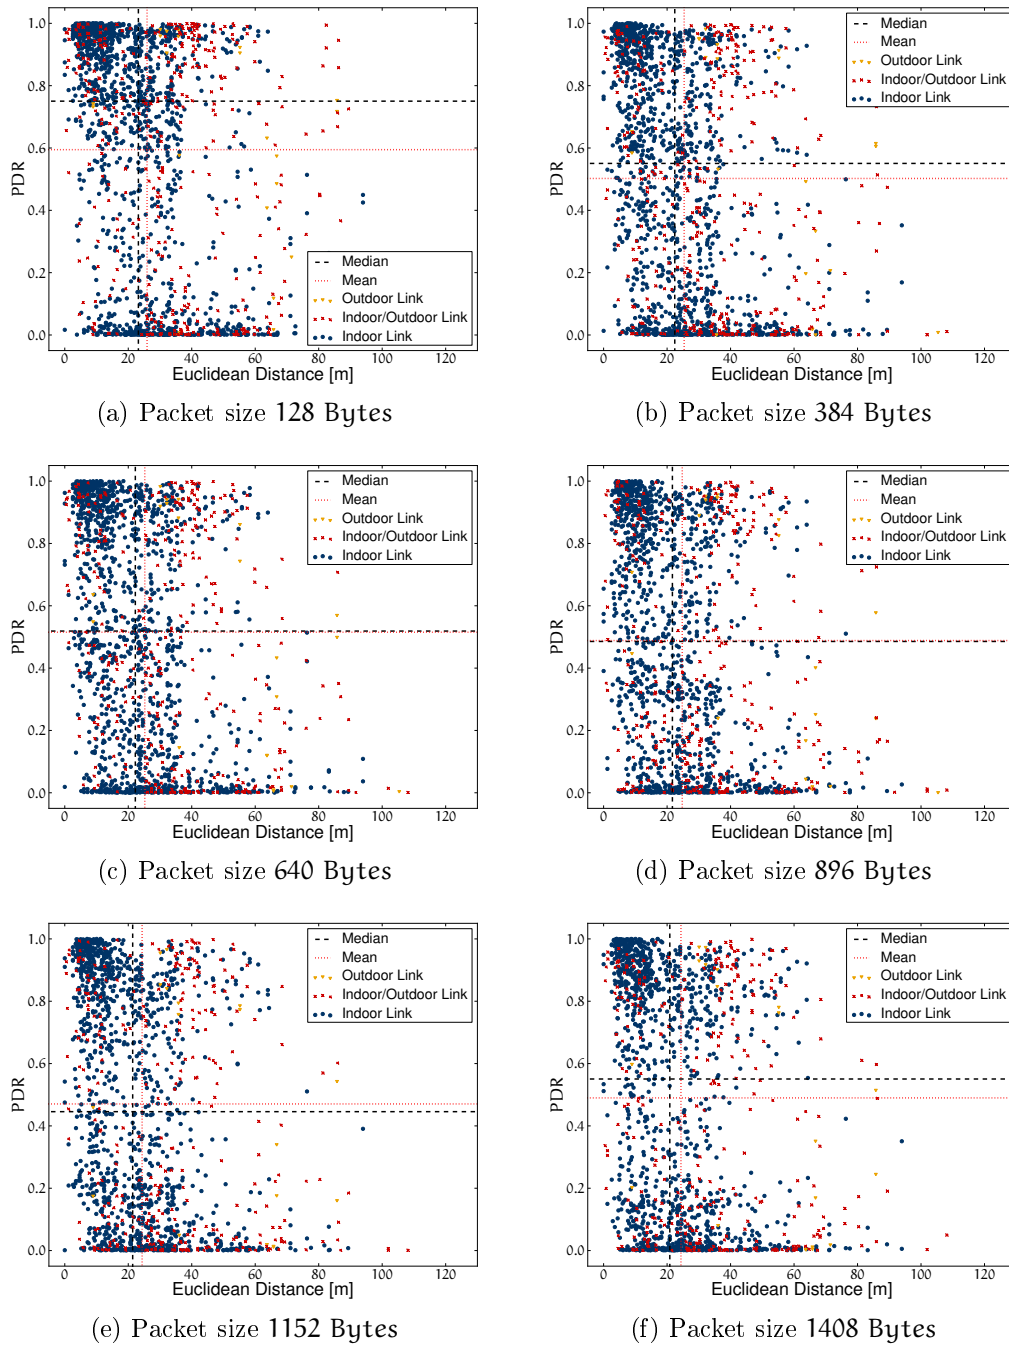 1.0
0.8
0.6
0.4
0.2
0.0
PDR
Median
Mean
Outdoor Link
Indoor/Outdoor Link
Indoor Link
0 20 40 60 80 100 120
Euclidean Distance [m]
(a) Packet size 128 Bytes
1.0
0.8
0.6
0.4
0.2
0.0
PDR
Median
Mean
Outdoor Link
Indoor/Outdoor Link
Indoor Link
0 20 40 60 80 100 120
Euclidean Distance [m]
(b) Packet size 384 Bytes
1.0
0.8
0.6
0.4
0.2
0.0
PDR
Median
Mean
Outdoor Link
Indoor/Outdoor Link
Indoor Link
0 20 40 60 80 100 120
Euclidean Distance [m]
(c) Packet size 640 Bytes
1.0
0.8
0.6
0.4
0.2
0.0
PDR
Median
Mean
Outdoor Link
Indoor/Outdoor Link
Indoor Link
0 20 40 60 80 100 120
Euclidean Distance [m]
(d) Packet size 896 Bytes
1.0
0.8
0.6
0.4
0.2
0.0
PDR
Median
Mean
Outdoor Link
Indoor/Outdoor Link
Indoor Link
0 20 40 60 80 100 120
Euclidean Distance [m]
(e) Packet size 1152 Bytes
1.0
0.8
0.6
0.4
0.2
0.0
PDR
Median
Mean
Outdoor Link
Indoor/Outdoor Link
Indoor Link
0 20 40 60 80 100 120
Euclidean Distance [m]
(f) Packet size 1408 Bytes